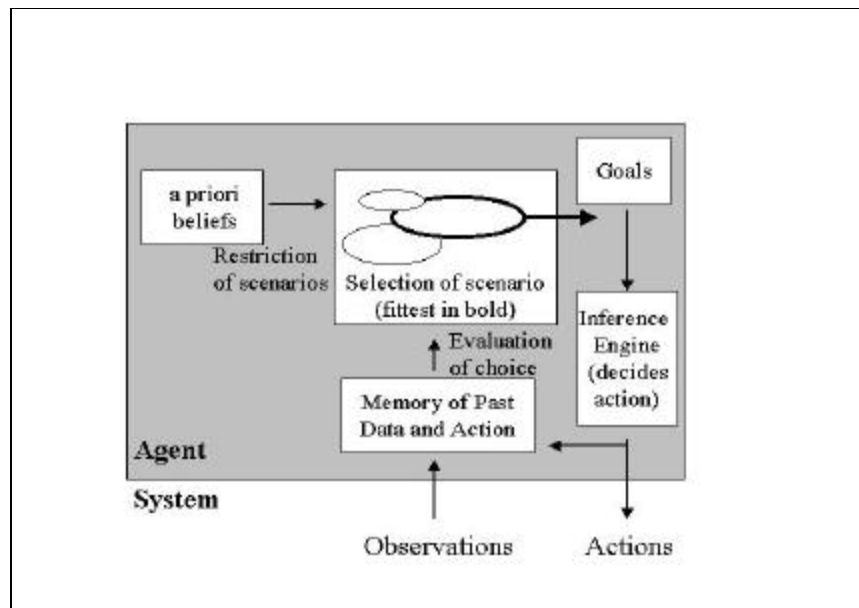 a priori
beliefs
Restriction
of scenarios
Selection of scenario
(fittest in bold)
Goals
Inference
Engine
(decides
action)
Evaluation
of choice
Memory of Past
Data and Action
Agent
System
Observations
Actions